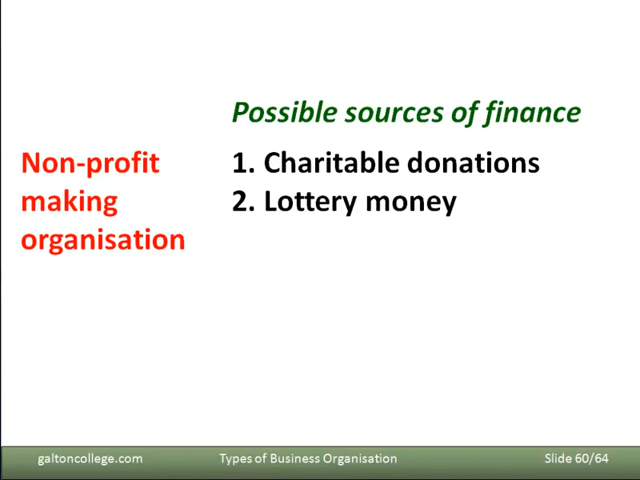 Possible sources of finance
Non-profit making organisation
1. Charitable donations
2. Lottery money
galtoncollege.com
Types of Business Organisation
Slide 60/64